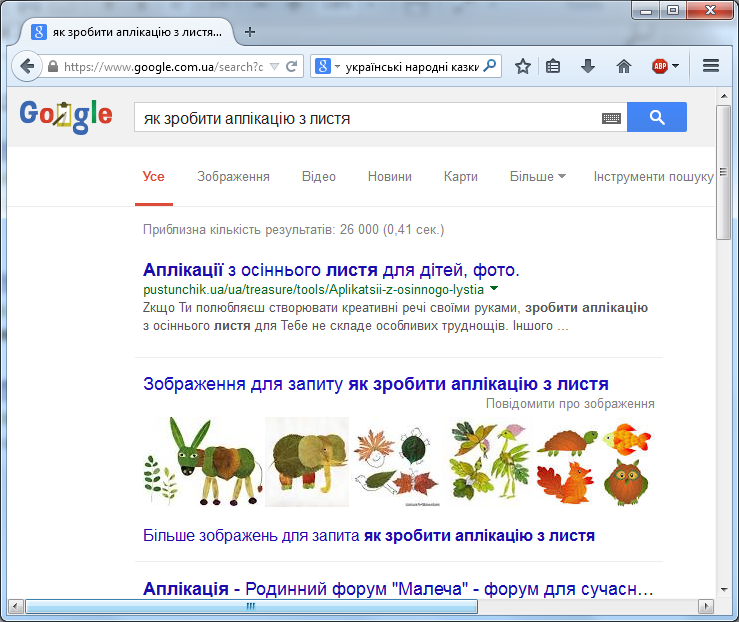 як зробити аплікацію з листя...
https://www.google.com.ua/search?c
українські народні казки
ABP
Google
як зробити аплікацію з листя
Усе Зображення Відео Новини Карти Більше Інструменти пошуку
Приблизна кількість результатів: 26 000 (0,41 сек.)
Аплікації з осіннього листя для дітей, фото.
pustunchik.ua/ua/treasure/tools/Aplikatsii-z-osinnogo-lystia
Zкщо Ти полюбляєш створювати креативні речі своїми руками, зробити аплікацію
з осіннього листя для Тебе не складе особливих труднощів. Іншого ...
Зображення для запиту як зробити аплікацію з листя
Повідомити про зображення
Більше зображень для запита як зробити аплікацію з листя
Аплікація - Родинний форум "Малеча" - форум для сучасн...